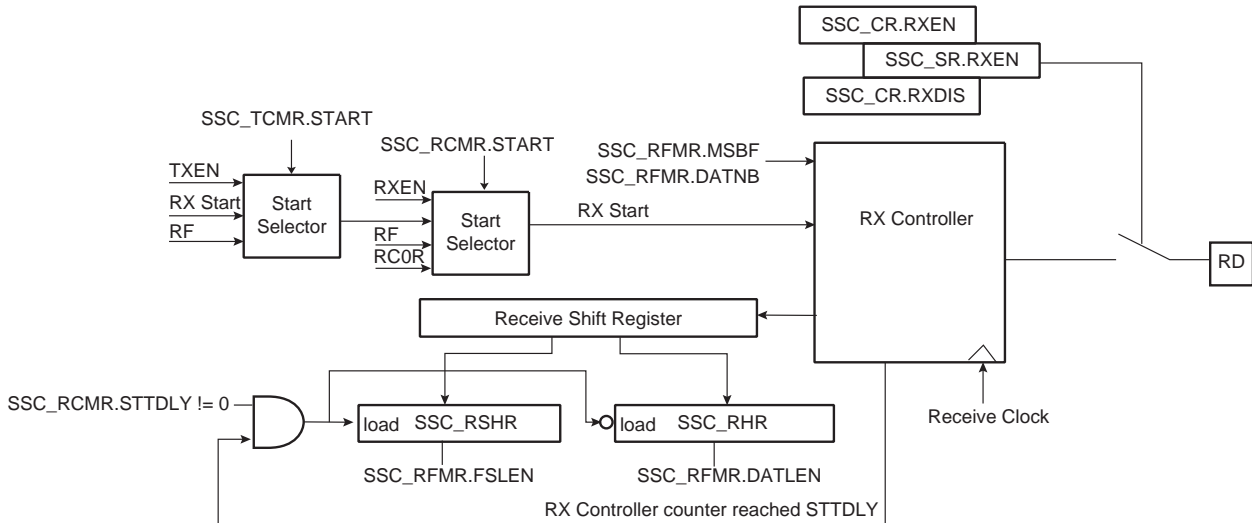 SSC_CR.RXEN
SSC_SR.RXEN
SSC_CR.RXDIS
SSC_TCMR.START
SSC_RCMR.START
SSC_RFMR.MSBF
SSC_RFMR.DATNB
TXEN
RX Start
RF
Start
Selector
RXEN
RF
RC0R
Start
Selector
RX Start
RX Controller
RD
Receive Shift Register
SSC_RCMR.STTDLY != 0
load SSC_RSHR
load SSC_RHR
Receive Clock
SSC_RFMR.FSLEN
SSC_RFMR.DATLEN
RX Controller counter reached STTDLY